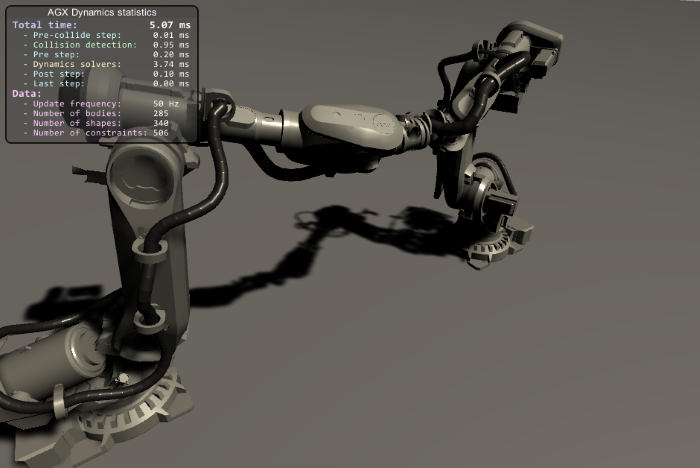 AGX Dynamics statistics
Total time: 5.07 ms
- Pre-collide step: 0.01 ms
- Collision detection: 0.95 ms
- Pre step: 0.20 ms
- Dynamics solvers: 3.74 ms
- Post step: 0.10 ms
- Last step: 0.00 ms
Data:
- Update frequency: 50 Hz
- Number of bodies: 285
- Number of shapes: 340
- Number of constraints: 506